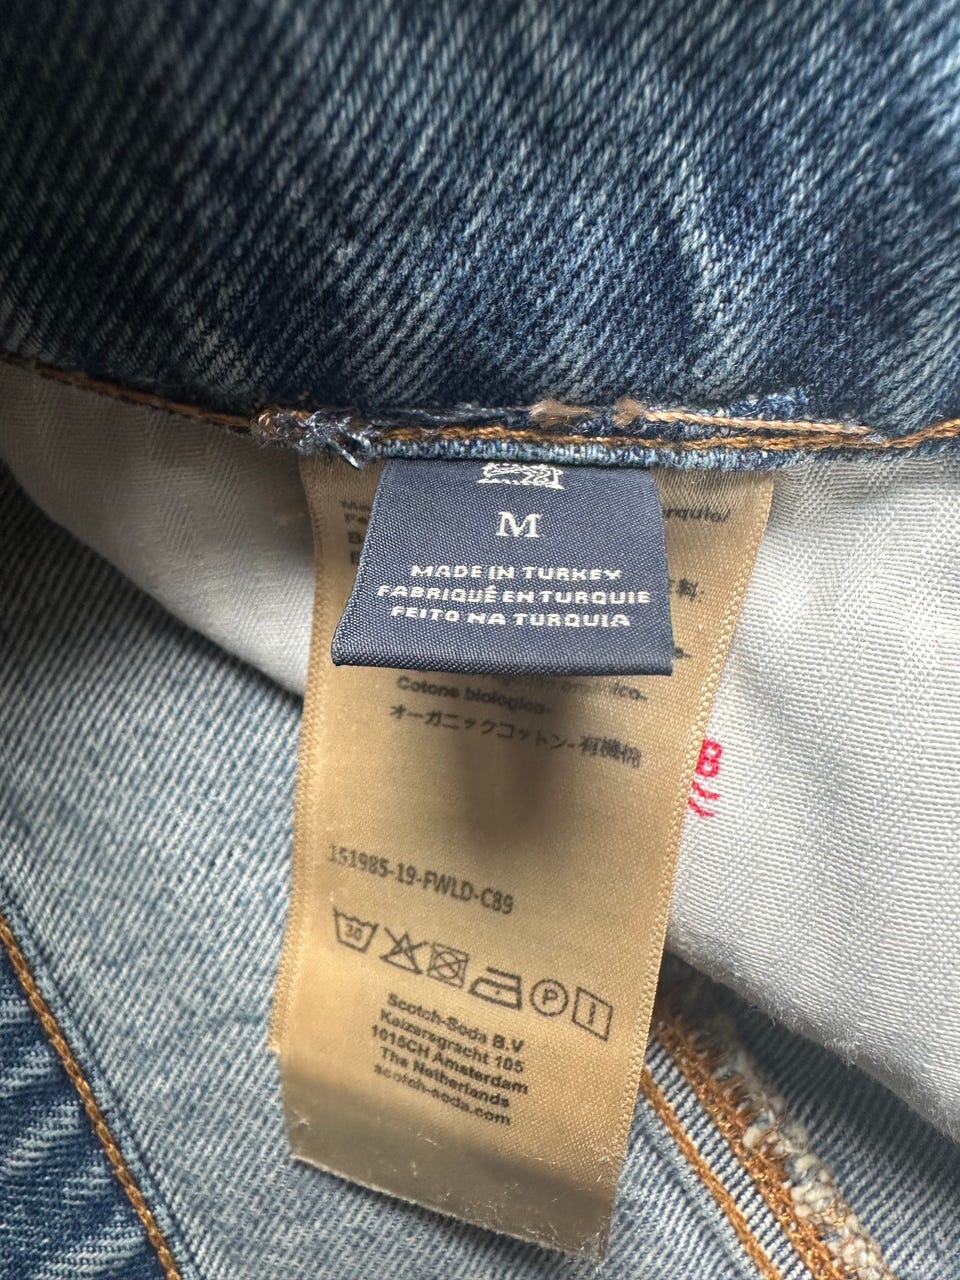 M
MADE IN TURKEY
FABRIQUÉ EN TURQUIE
FEITO NA TURQUIA
Cotone biologico-
オーガニックコットン-有機棉
151985-19-FWLD-C89
30
P
Scotch-Soda B.V
Keizersgracht 105
1015CH Amsterdam
The Netherlands
scotch-soda.com
B